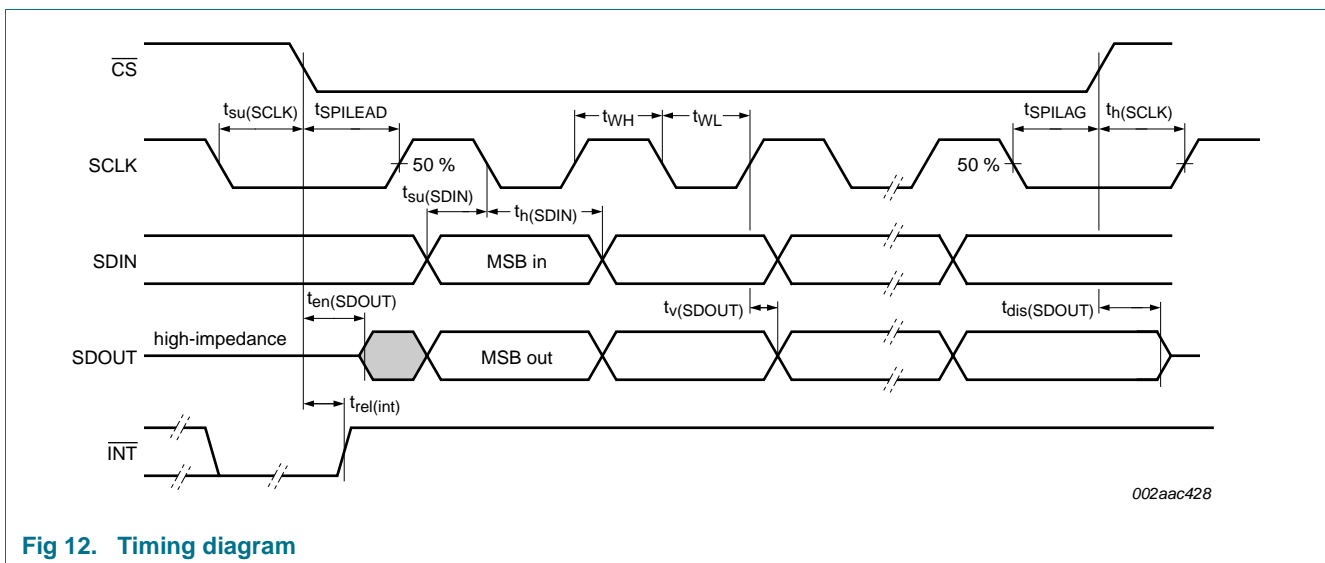 CS
tsu(SCLK) tSPILEAD tWH tWL tSPILAG th(SCLK)
SCLK 50 % 50 %
tsu(SDIN) th(SDIN)
SDIN MSB in
ten(SDOUT) tv(SDOUT) tdis(SDOUT)
high-impedance
SDOUT MSB out
trel(int)
INT
002aac428
Fig 12. Timing diagram